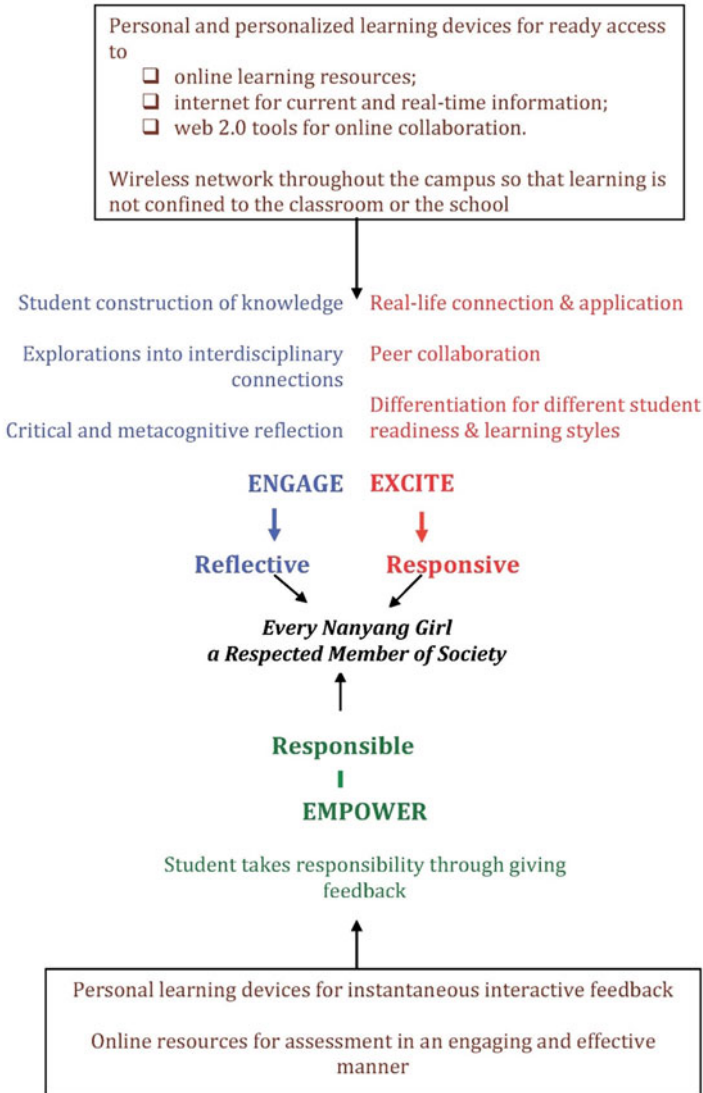 Personal and personalized learning devices for ready access
to
❑ online learning resources;
❑ internet for current and real-time information;
❑ web 2.0 tools for online collaboration.
Wireless network throughout the campus so that learning is
not confined to the classroom or the school
Student construction of knowledge
Explorations into interdisciplinary
connections
Critical and metacognitive reflection
ENGAGE
Reflective
Real-life connection & application
Peer collaboration
Differentiation for different student
readiness & learning styles
EXCITE
Responsive
Every Nanyang Girl
a Respected Member of Society
Responsible
EMPOWER
Student takes responsibility through giving
feedback
Personal learning devices for instantaneous interactive feedback
Online resources for assessment in an engaging and effective
manner